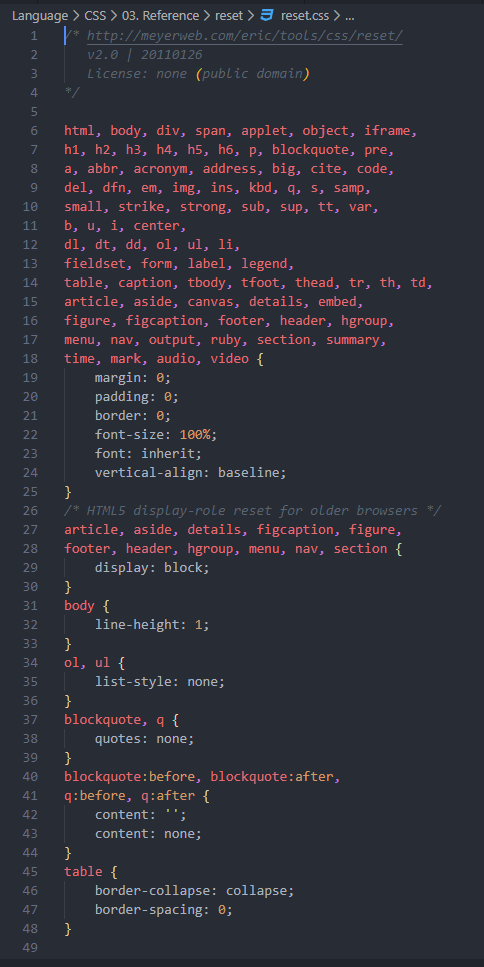 Language > CSS > 03. Reference > reset > reset.css > ...
1 /* http://meyerweb.com/eric/tools/css/reset/
2    v2.0 | 20110126
3    License: none (public domain)
4 */
5
6 html, body, div, span, applet, object, iframe,
7 h1, h2, h3, h4, h5, h6, p, blockquote, pre,
8 a, abbr, acronym, address, big, cite, code,
9 del, dfn, em, img, ins, kbd, q, s, samp,
10 small, strike, strong, sub, sup, tt, var,
11 b, u, i, center,
12 dl, dt, dd, ol, ul, li,
13 fieldset, form, label, legend,
14 table, caption, tbody, tfoot, thead, tr, th, td,
15 article, aside, canvas, details, embed,
16 figure, figcaption, footer, header, hgroup,
17 menu, nav, output, ruby, section, summary,
18 time, mark, audio, video {
19     margin: 0;
20     padding: 0;
21     border: 0;
22     font-size: 100%;
23     font: inherit;
24     vertical-align: baseline;
25 }
26 /* HTML5 display-role reset for older browsers */
27 article, aside, details, figcaption, figure,
28 footer, header, hgroup, menu, nav, section {
29     display: block;
30 }
31 body {
32     line-height: 1;
33 }
34 ol, ul {
35     list-style: none;
36 }
37 blockquote, q {
38     quotes: none;
39 }
40 blockquote:before, blockquote:after,
41 q:before, q:after {
42     content: '';
43     content: none;
44 }
45 table {
46     border-collapse: collapse;
47     border-spacing: 0;
48 }
49